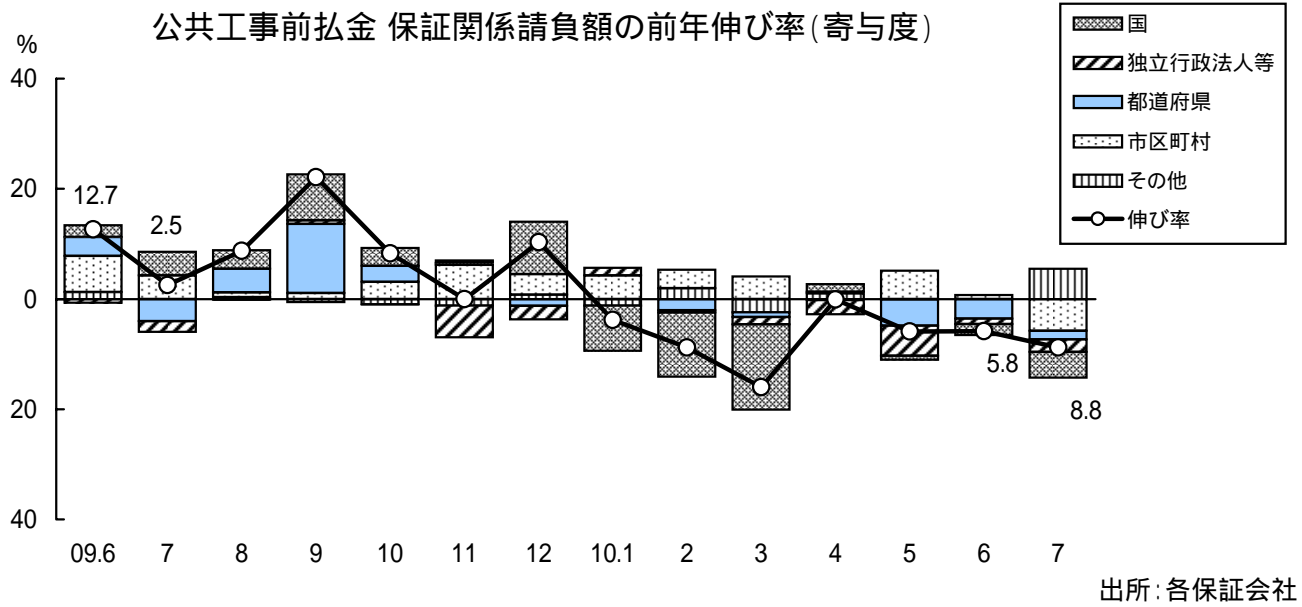 公共工事前払金 保証関係請負額の前年伸び率(寄与度)
%
国
独立行政法人等
都道府県
市区町村
その他
伸び率
40
20
0
20
40
12.7
2.5
5.8
8.8
09.6 7 8 9 10 11 12 10.1 2 3 4 5 6 7
出所:各保証会社